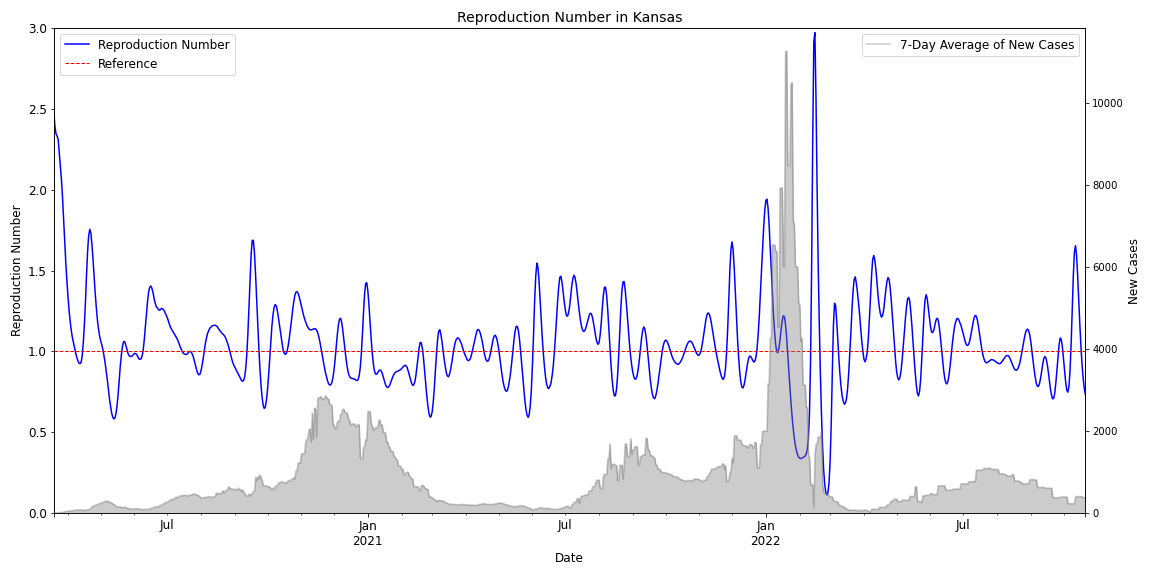 Reproduction Number in Kansas
Reproduction Number
Reference
7-Day Average of New Cases
3.0
2.5
2.0
1.5
1.0
0.5
0.0
Reproduction Number
10000
8000
6000
4000
2000
0
New Cases
Jul
Jan
2021
Jul
Jan
2022
Jul
Date